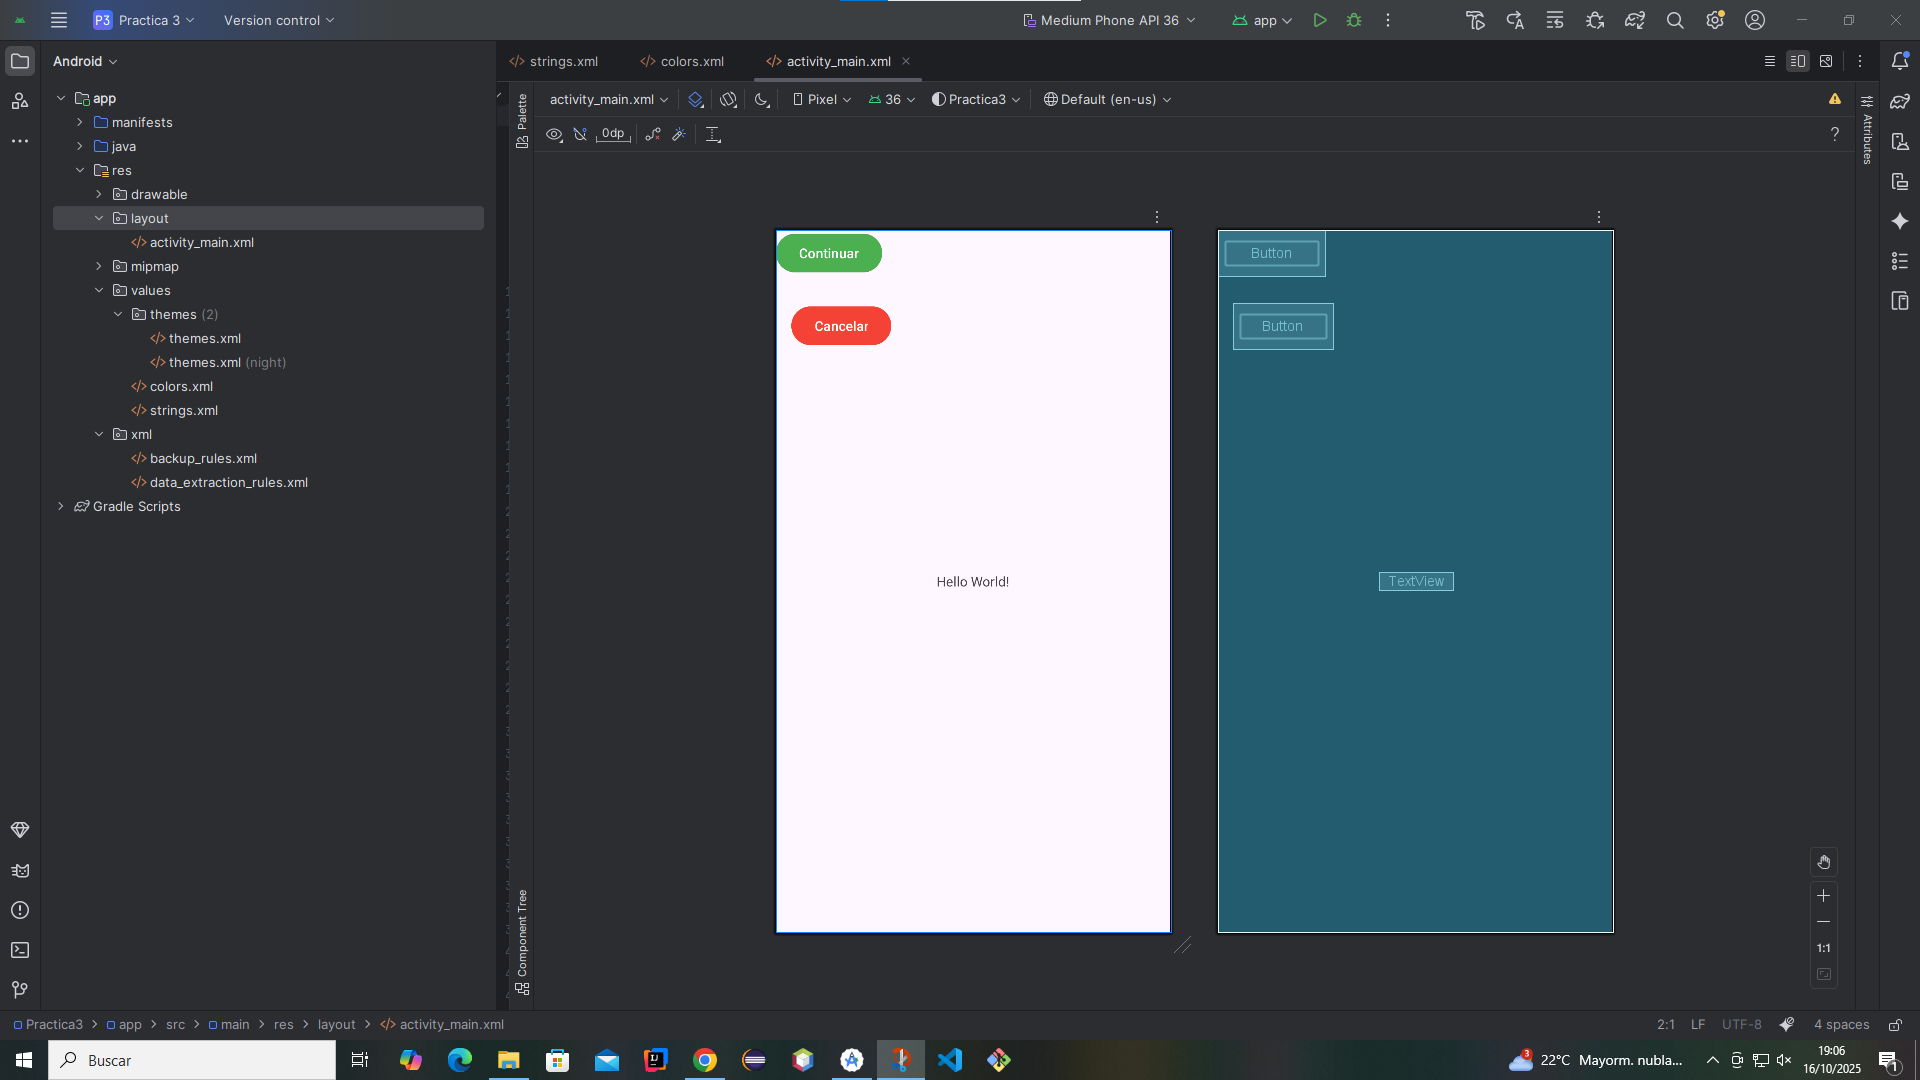 P3 Practica 3 Version control Medium Phone API 36 app
Android
strings.xml colors.xml activity_main.xml
app
manifests
java
res
drawable
layout
activity_main.xml
mipmap
values
themes (2)
themes.xml
themes.xml (night)
colors.xml
strings.xml
xml
backup_rules.xml
data_extraction_rules.xml
Gradle Scripts
Palette
activity_main.xml Pixel 36 Practica3 Default (en-us)
0dp ?
Attributes
Continuar
Cancelar
Hello World!
Button
Button
TextView
Component Tree
1:1
Practica3 app src main res layout activity_main.xml 2:1 LF UTF-8 4 spaces
Buscar
3 22°C Mayorm. nubla...
19:06
16/10/2025
1